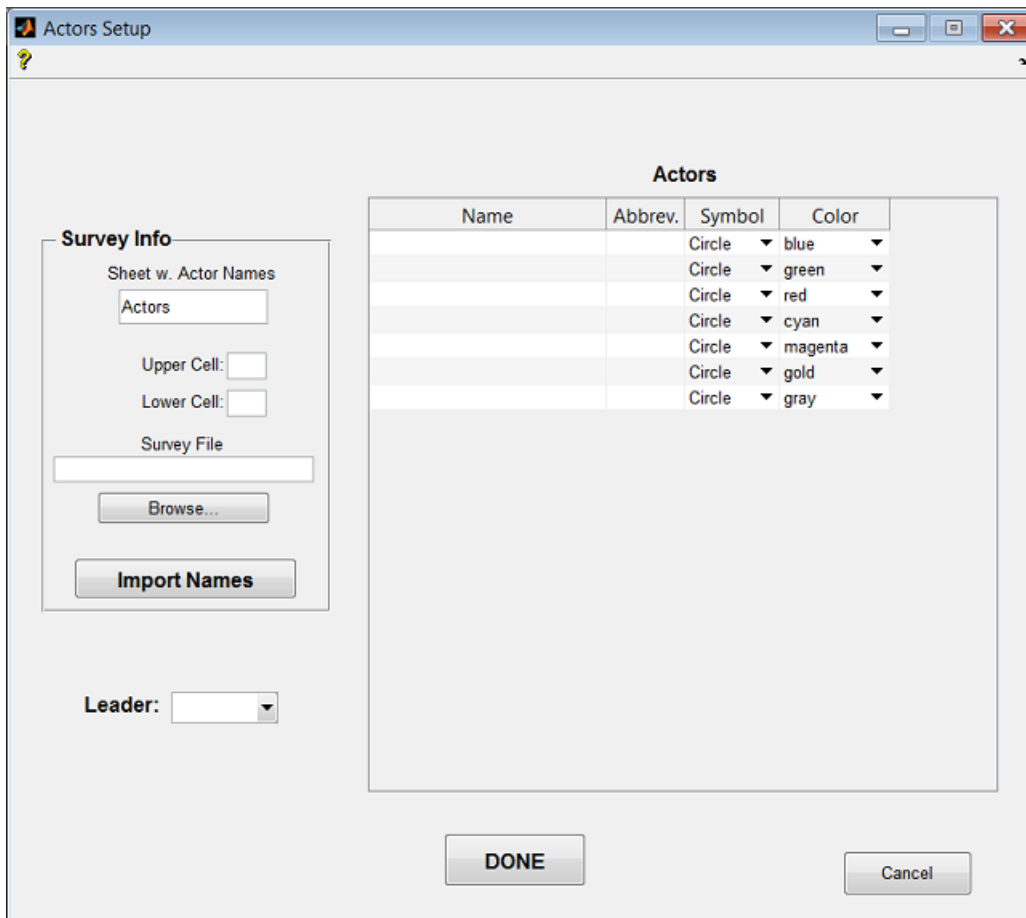 Actors Setup
Actors
Name Abbrev. Symbol Color
Circle blue
Circle green
Circle red
Circle cyan
Circle magenta
Circle gold
Circle gray
Survey Info
Sheet w. Actor Names
Actors
Upper Cell:
Lower Cell:
Survey File
Browse...
Import Names
Leader:
DONE
Cancel